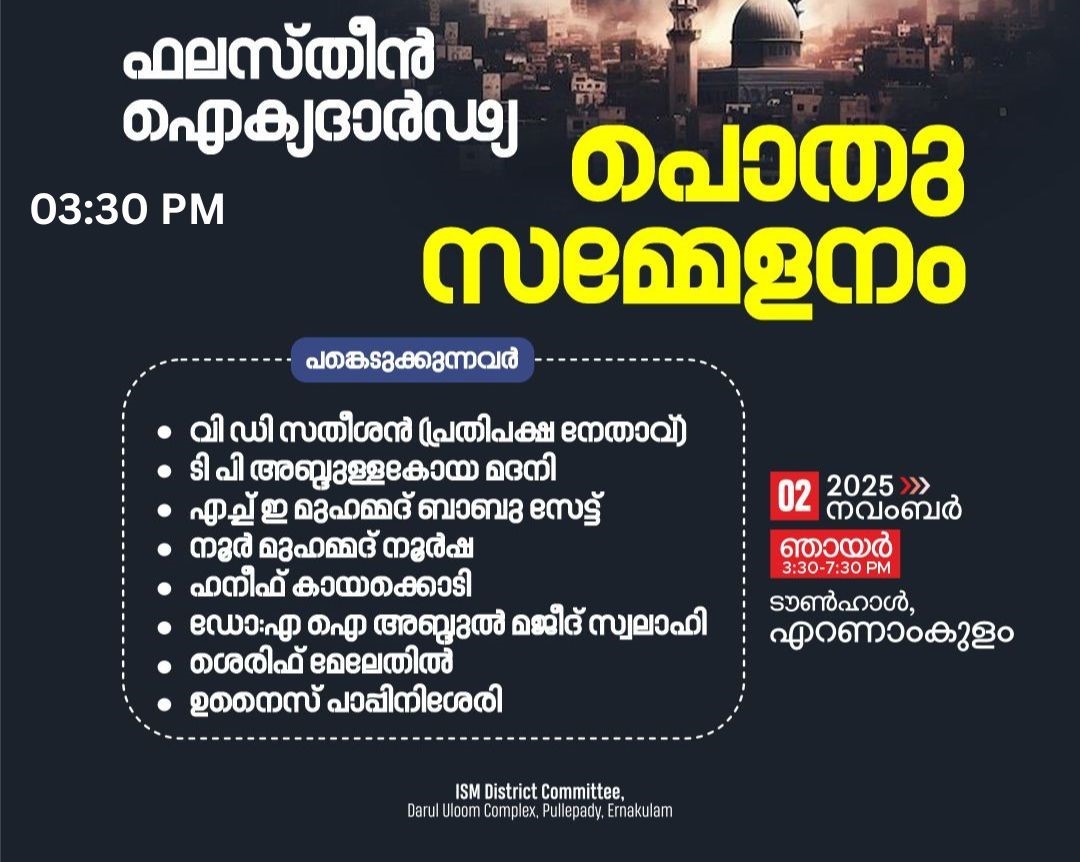 ഫലസ്തീൻ
ഐക്യദാർഢ്യ
പൊതു
സമ്മേളനം
03:30 PM
പങ്കെടുക്കുന്നവർ
• വി ഡി സതീശൻ (പ്രതിപക്ഷ നേതാവ്)
• ടി പി അബ്ദുള്ളകോയ മദനി
• എച്ച് ഇ മുഹമ്മദ് ബാബു സേട്ട്
• നൂർ മുഹമ്മദ് നൂർഷ
• ഹനീഫ് കായക്കൊടി
• ഡോ:എ ഐ അബ്ദുൽ മജീദ് സ്വലാഹി
• ശെരിഫ് മേലേതിൽ
• ഉനൈസ് പാപ്പിനിശേരി
02 2025
നവംബർ
ഞായർ
3:30-7:30 PM
ടൗൺഹാൾ,
എറണാംകുളം
ISM District Committee,
Darul Uloom Complex, Pullepady, Ernakulam